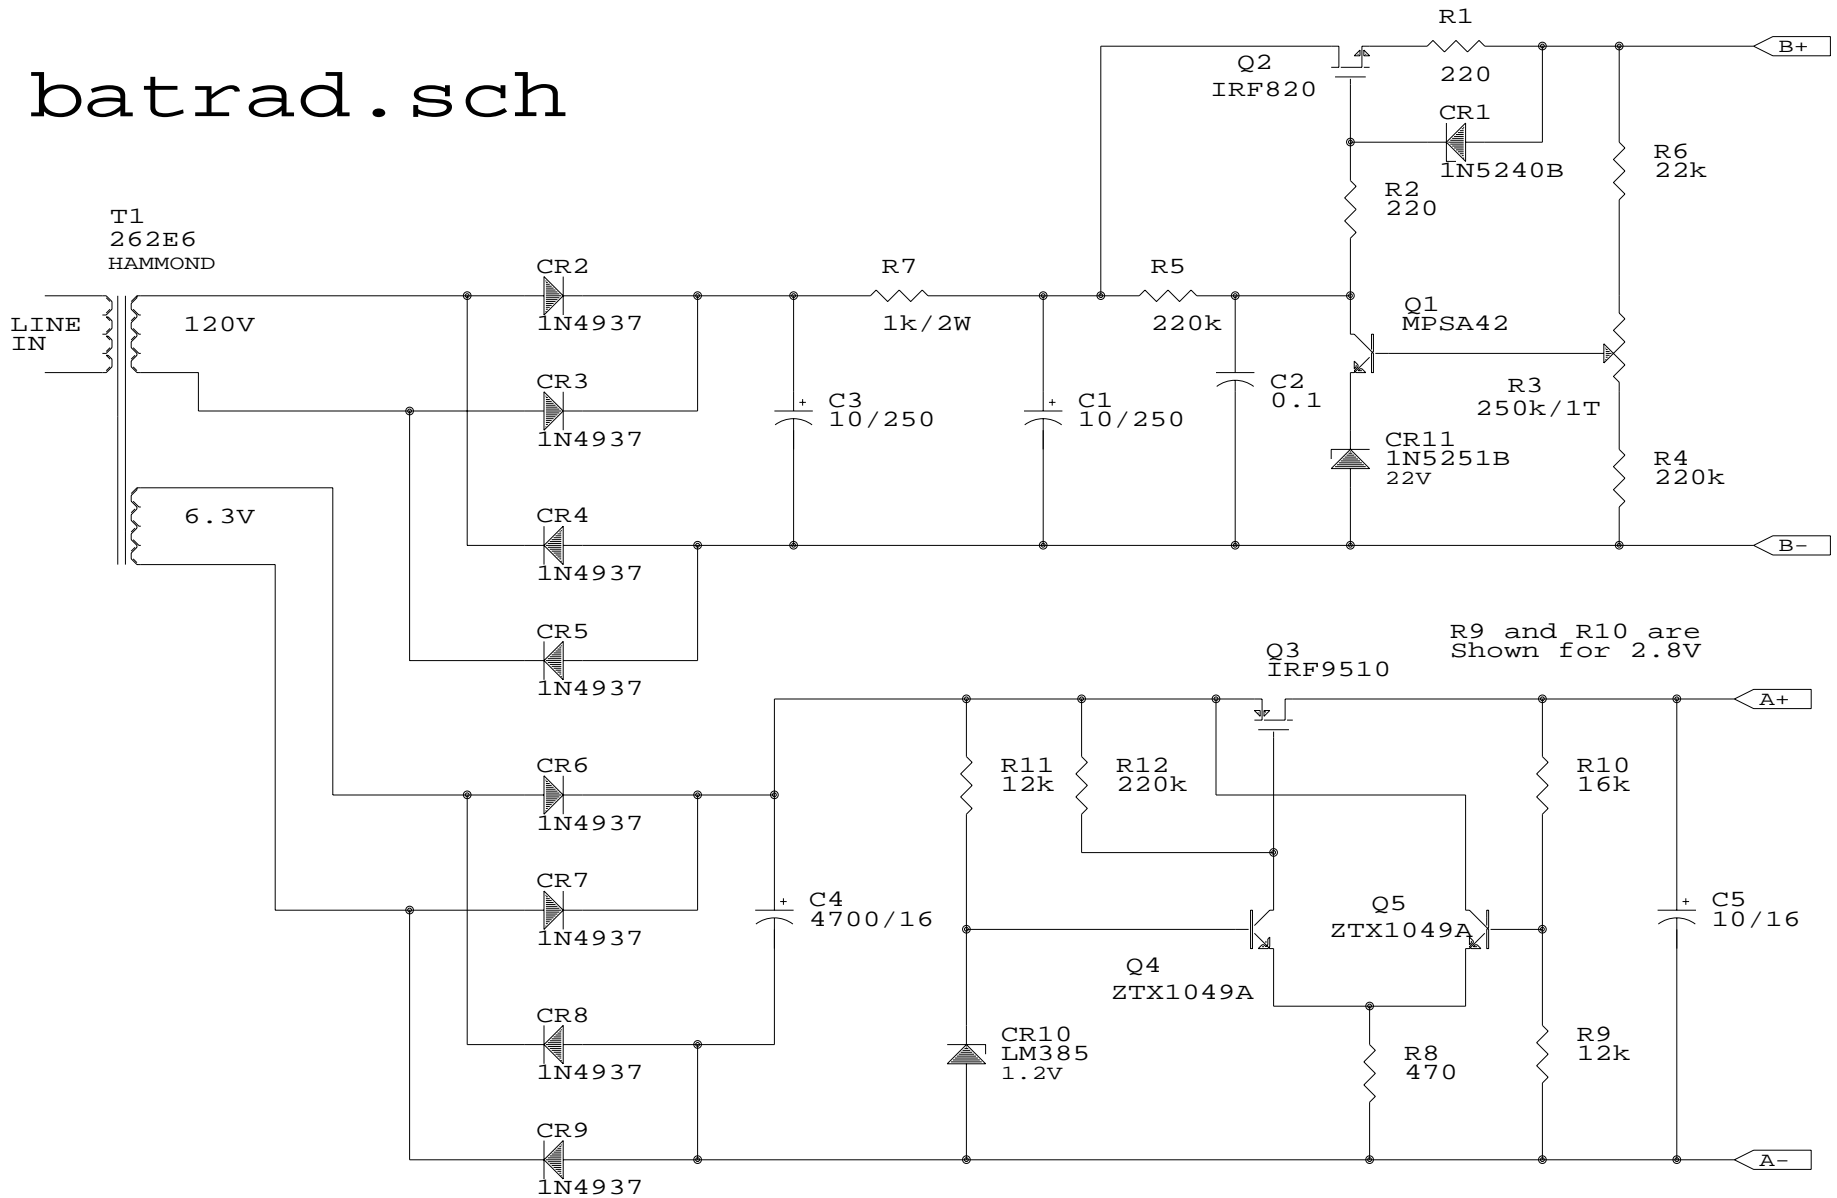 batrad.sch
R1
220
B+
Q2
IRF820
CR1
1N5240B
R6
22k
R2
220
T1
262E6
HAMMOND
LINE
IN
120V
CR2
1N4937
R7
1k/2W
R5
220k
Q1
MPSA42
CR3
1N4937
+
C3
10/250
+
C1
10/250
C2
0.1
R3
250k/1T
CR11
1N5251B
22V
R4
220k
6.3V
CR4
1N4937
B-
CR5
1N4937
Q3
IRF9510
R9 and R10 are
Shown for 2.8V
A+
CR6
1N4937
R11
12k
R12
220k
R10
16k
CR7
1N4937
+
C4
4700/16
Q5
ZTX1049A
+
C5
10/16
Q4
ZTX1049A
CR8
1N4937
CR10
LM385
1.2V
R8
470
R9
12k
CR9
1N4937
A-